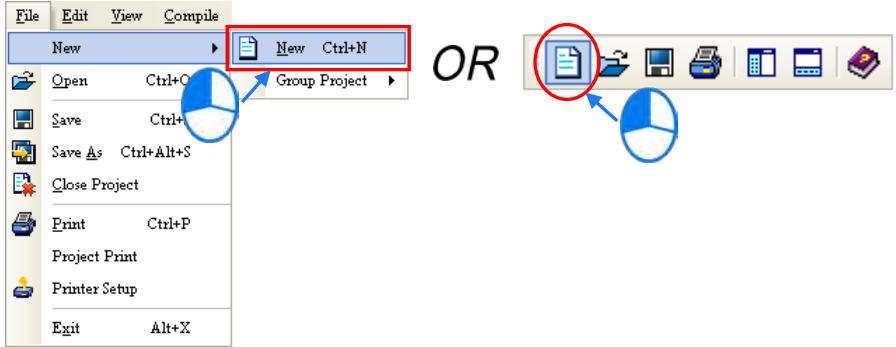 File Edit View Compile
New
New Ctrl+N
OR
Open Ctrl+O
Group Project
Save Ctrl+
Save As Ctrl+Alt+S
Close Project
Print Ctrl+P
Project Print
Printer Setup
Exit Alt+X